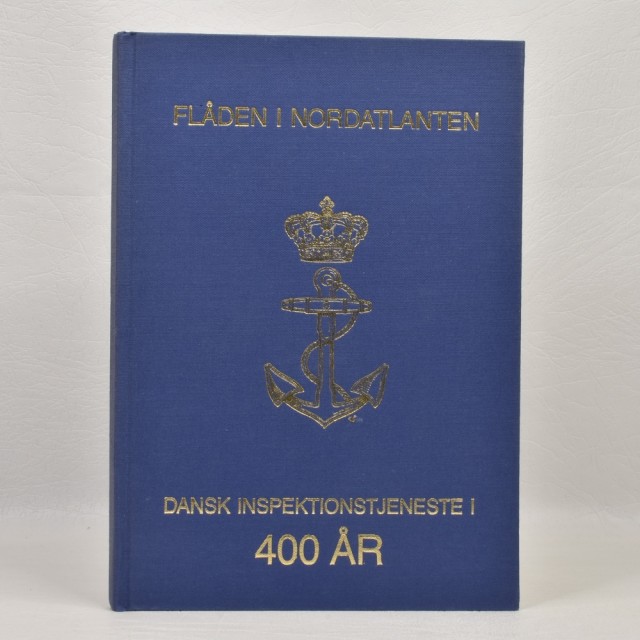 FLÅDEN I NORDATLANTEN
DANSK INSPEKTIONSTJENESTE I
400 ÅR